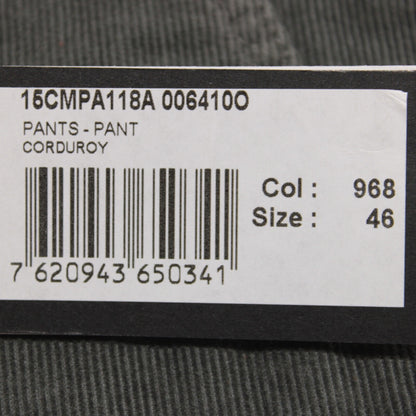 15CMPA118A 006410O
PANTS - PANT
CORDUROY
Col : 968
Size : 46
7 620943 650341